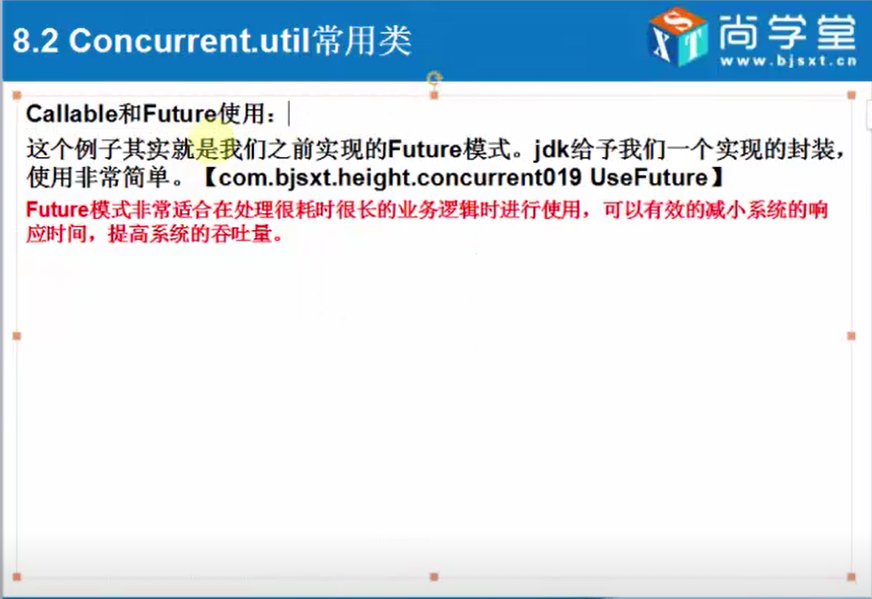 8.2 Concurrent.util常用类
XST
尚学堂
www.bjsxt.cn
Callable和Future使用：
这个例子其实就是我们之前实现的Future模式。jdk给予我们一个实现的封装，
使用非常简单。【com.bjsxt.height.concurrent019 UseFuture】
Future模式非常适合在处理很耗时很长的业务逻辑时进行使用，可以有效的减小系统的响
应时间，提高系统的吞吐量。